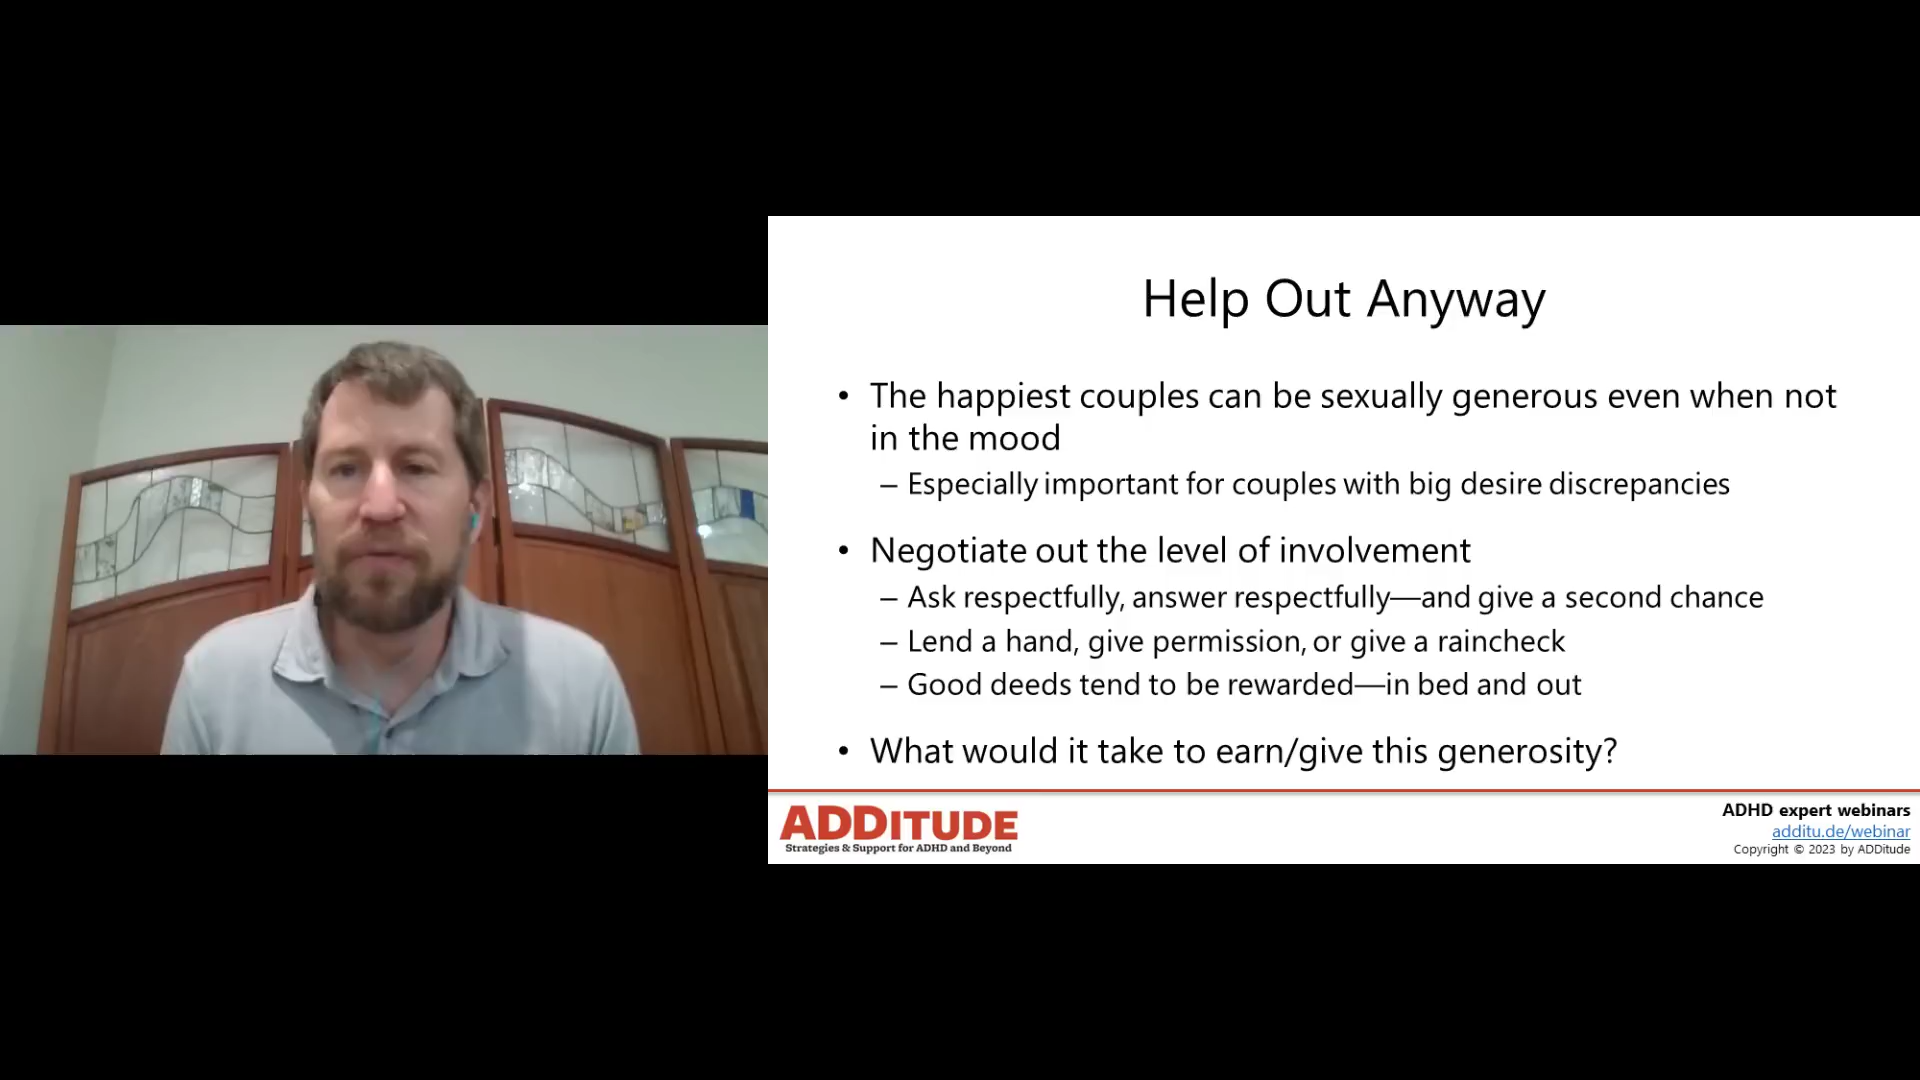 Help Out Anyway
• The happiest couples can be sexually generous even when not
in the mood
– Especially important for couples with big desire discrepancies
• Negotiate out the level of involvement
– Ask respectfully, answer respectfully—and give a second chance
– Lend a hand, give permission, or give a raincheck
– Good deeds tend to be rewarded—in bed and out
• What would it take to earn/give this generosity?
ADDITUDE
Strategies & Support for ADHD and Beyond
ADHD expert webinars
additu.de/webinar
Copyright © 2023 by ADDitude